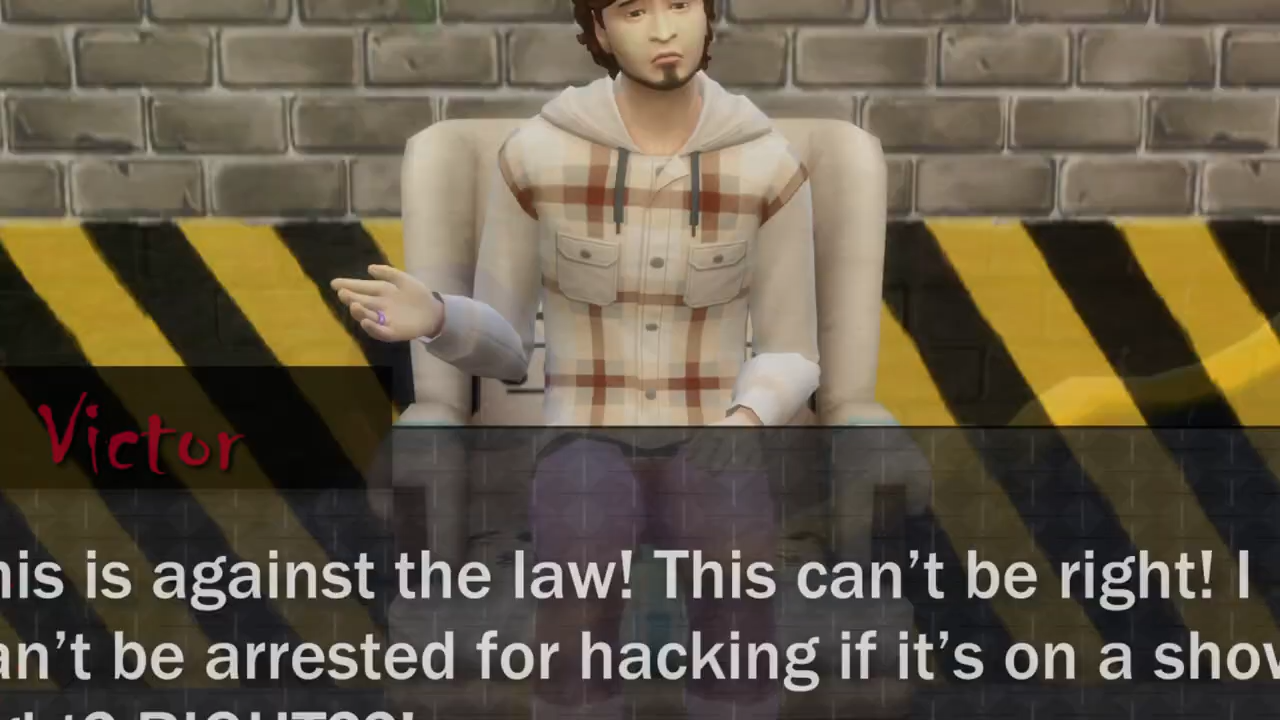 Victor
his is against the law! This can't be right! I
an't be arrested for hacking if it's on a show